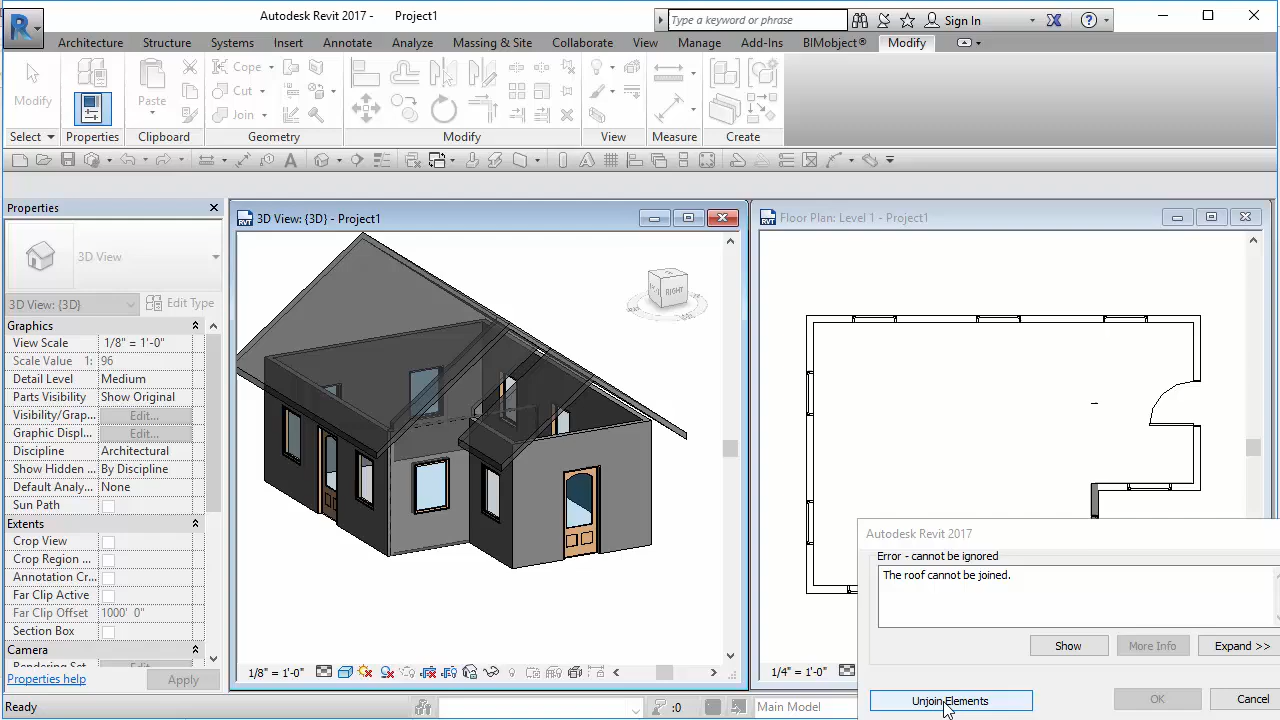 Autodesk Revit 2017 - Project1
Type a keyword or phrase
Sign In
Architecture Structure Systems Insert Annotate Analyze Massing & Site Collaborate View Manage Add-Ins BIMobject® Modify
Modify
Paste
Cope
Cut
Join
Select Properties Clipboard Geometry Modify View Measure Create
Properties
3D View: {3D} - Project1
Floor Plan: Level 1 - Project1
3D View
3D View: {3D}
Edit Type
Graphics
View Scale 1/8" = 1'-0"
Scale Value 1: 96
Detail Level Medium
Parts Visibility Show Original
Visibility/Grap... Edit...
Graphic Displ... Edit...
Discipline Architectural
Show Hidden ... By Discipline
Default Analy... None
Sun Path
Extents
Crop View
Crop Region ...
Annotation Cr...
Far Clip Active
Far Clip Offset 1000' 0"
Section Box
Camera
Rendering Set... Edit...
Properties help
Apply
RIGHT
1/8" = 1'-0"
1/4" = 1'-0"
Autodesk Revit 2017
Error - cannot be ignored
The roof cannot be joined.
Show
More Info
Expand >>
Unjoin Elements
OK
Cancel
Ready
:0
Main Model